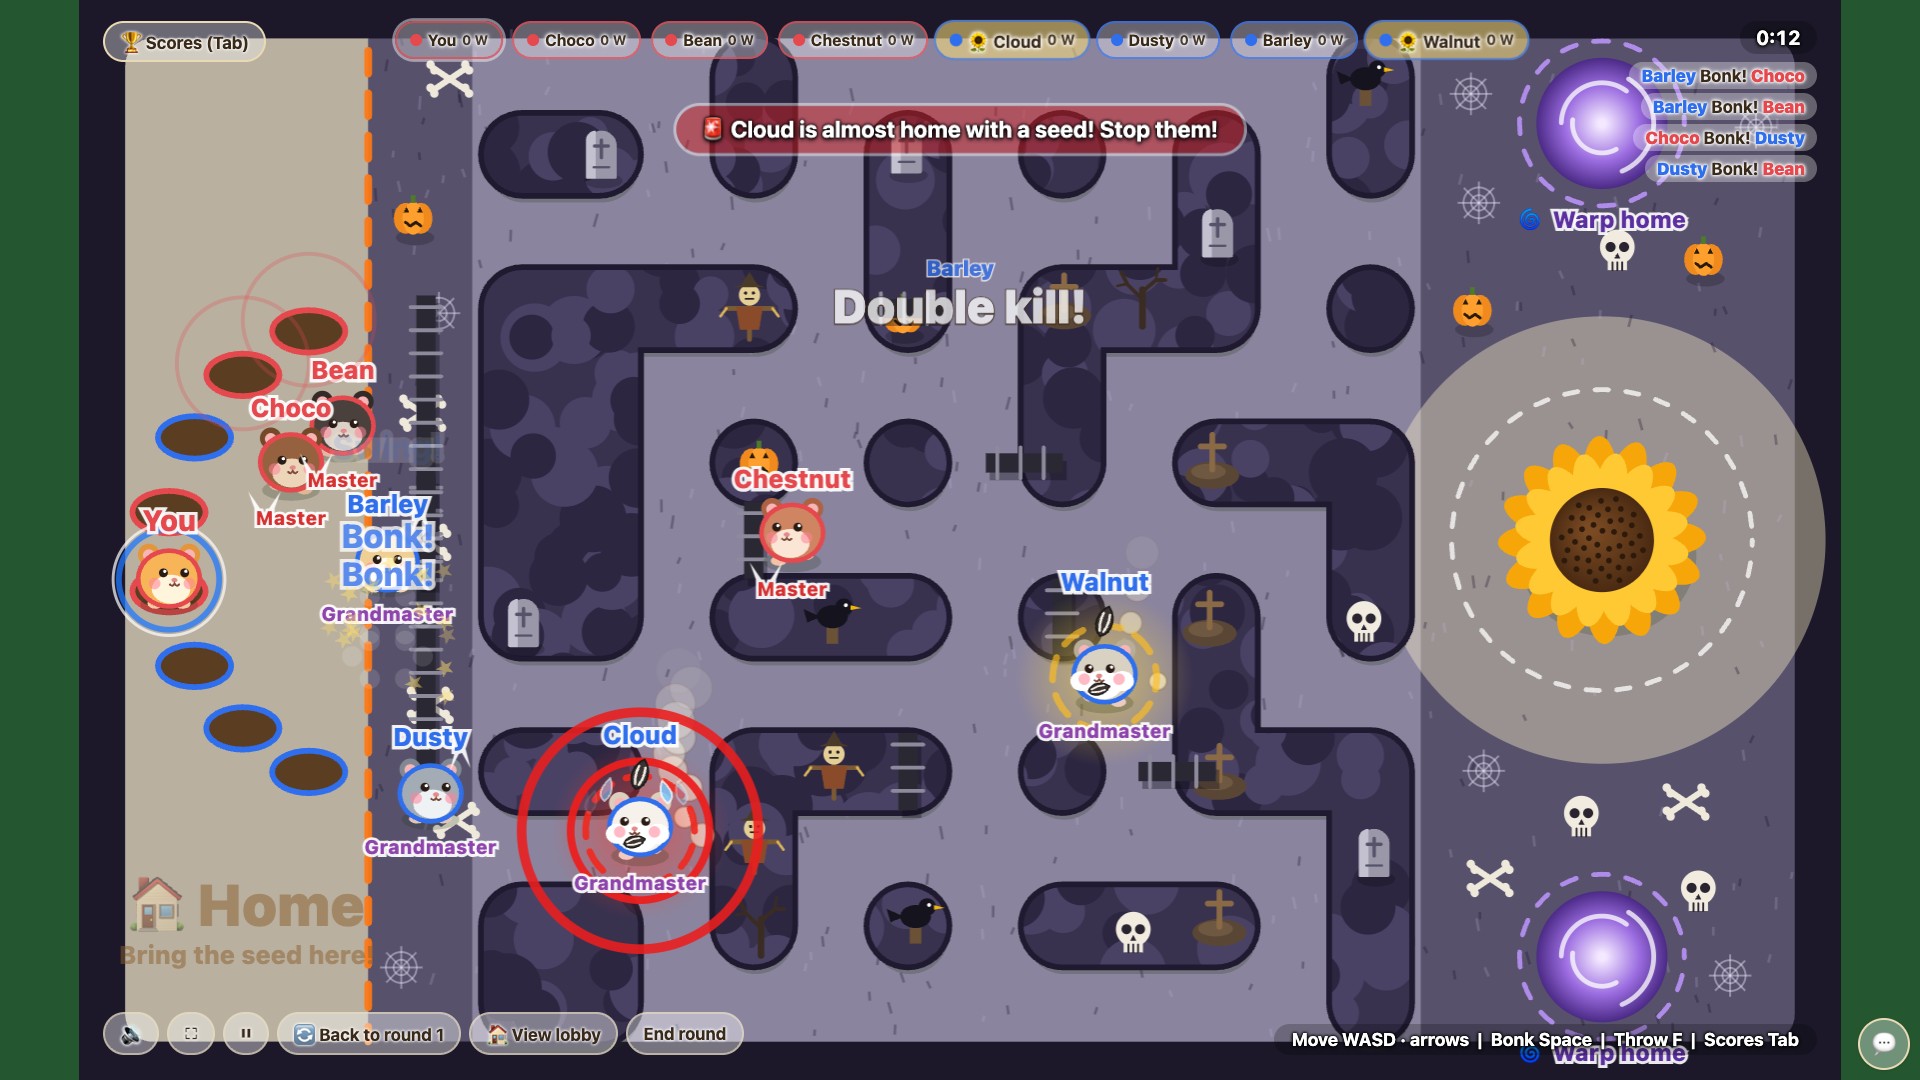 Scores (Tab)
You 0 W
Choco 0 W
Bean 0 W
Chestnut 0 W
Cloud 0 W
Dusty 0 W
Barley 0 W
Walnut 0 W
0:12
Barley Bonk! Choco
Barley Bonk! Bean
Choco Bonk! Dusty
Dusty Bonk! Bean
Cloud is almost home with a seed! Stop them!
Warp home
Barley
Double kill!
Bean
Choco
Master
Master
Barley
Bonk!
Bonk!
Grandmaster
You
Chestnut
Master
Walnut
Grandmaster
Dusty
Grandmaster
Cloud
Grandmaster
Home
Bring the seed here!
Back to round 1
View lobby
End round
Move WASD · arrows | Bonk Space | Throw F | Scores Tab
Warp home